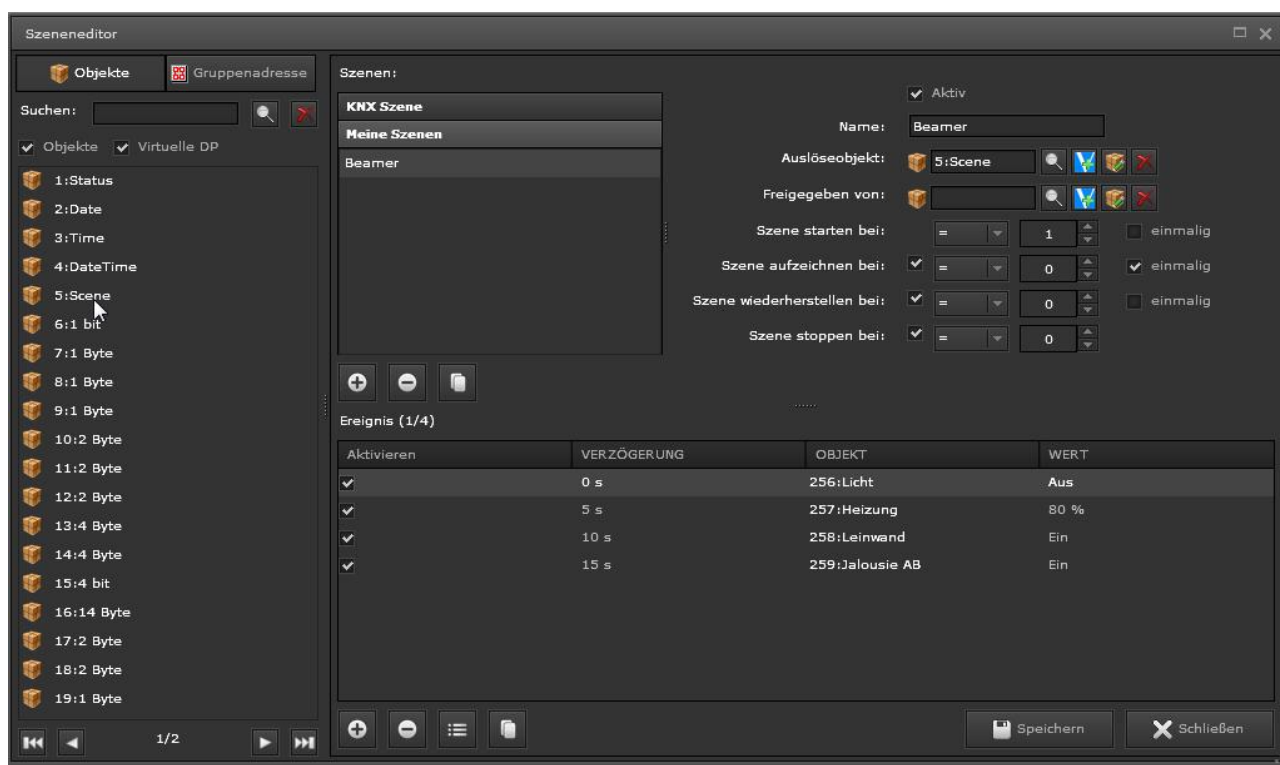 Szeneneditor
Objekte
Gruppenadresse
Suchen:
Objekte
Virtuelle DP
1:Status
2:Date
3:Time
4:DateTime
5:Scene
6:1 bit
7:1 Byte
8:1 Byte
9:1 Byte
10:2 Byte
11:2 Byte
12:2 Byte
13:4 Byte
14:4 Byte
15:4 bit
16:14 Byte
17:2 Byte
18:2 Byte
19:1 Byte
1/2
Szenen:
KNX Szene
Meine Szenen
Beamer
Aktiv
Name: Beamer
Auslöseobjekt: 5:Scene
Freigegeben von:
Szene starten bei: = 1 einmalig
Szene aufzeichnen bei: = 0 einmalig
Szene wiederherstellen bei: = 0 einmalig
Szene stoppen bei: = 0
Ereignis (1/4)
Aktivieren VERZÖGERUNG OBJEKT WERT
0 s 256:Licht Aus
5 s 257:Heizung 80 %
10 s 258:Leinwand Ein
15 s 259:Jalousie AB Ein
Speichern
Schließen